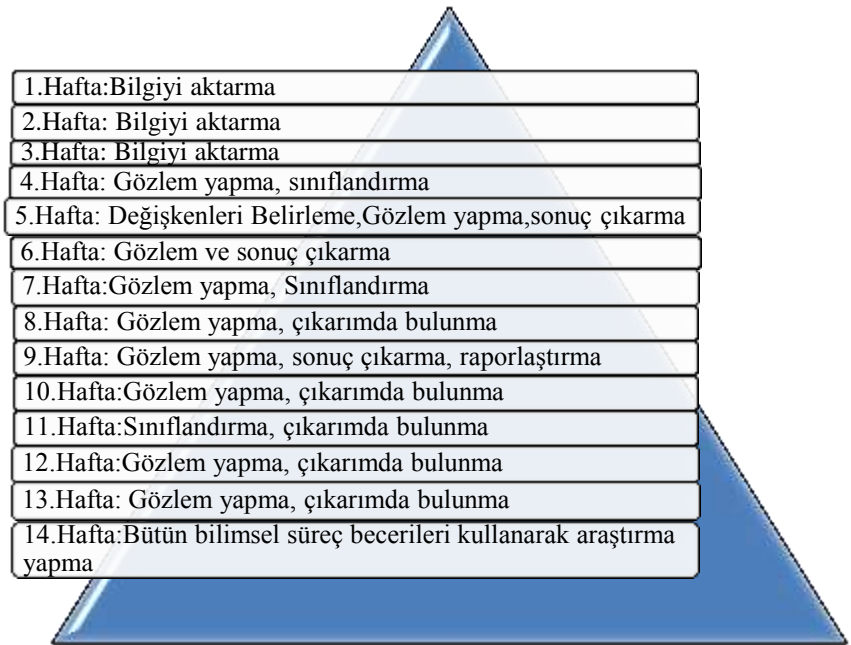 1.Hafta:Bilgiyi aktarma
2.Hafta: Bilgiyi aktarma
3.Hafta: Bilgiyi aktarma
4.Hafta: Gözlem yapma, sınıflandırma
5.Hafta: Değişkenleri Belirleme,Gözlem yapma,sonuç çıkarma
6.Hafta: Gözlem ve sonuç çıkarma
7.Hafta:Gözlem yapma, Sınıflandırma
8.Hafta: Gözlem yapma, çıkarımda bulunma
9.Hafta: Gözlem yapma, sonuç çıkarma, raporlaştırma
10.Hafta:Gözlem yapma, çıkarımda bulunma
11.Hafta:Sınıflandırma, çıkarımda bulunma
12.Hafta:Gözlem yapma, çıkarımda bulunma
13.Hafta: Gözlem yapma, çıkarımda bulunma
14.Hafta:Bütün bilimsel süreç becerileri kullanarak araştırma
yapma